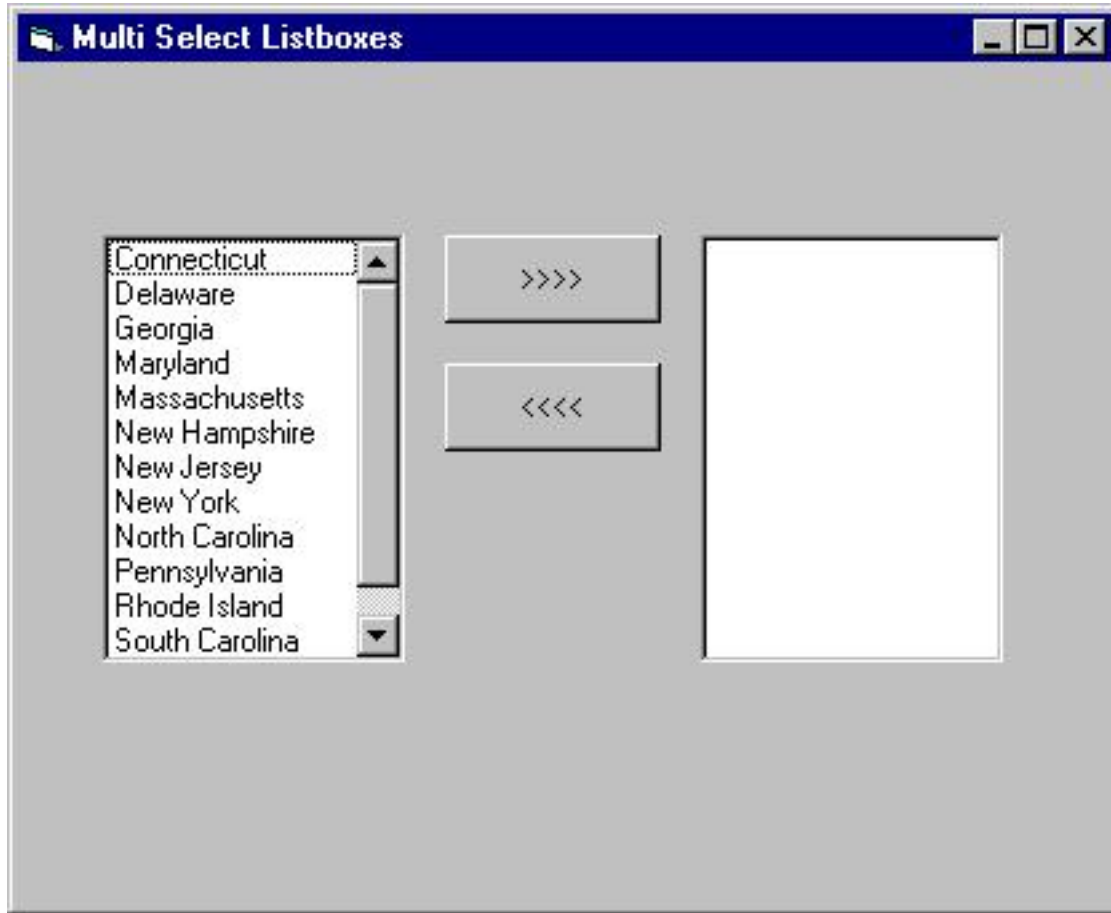 Multi Select Listboxes
Connecticut
Delaware
Georgia
Maryland
Massachusetts
New Hampshire
New Jersey
New York
North Carolina
Pennsylvania
Rhode Island
South Carolina
>>>>
<<<<